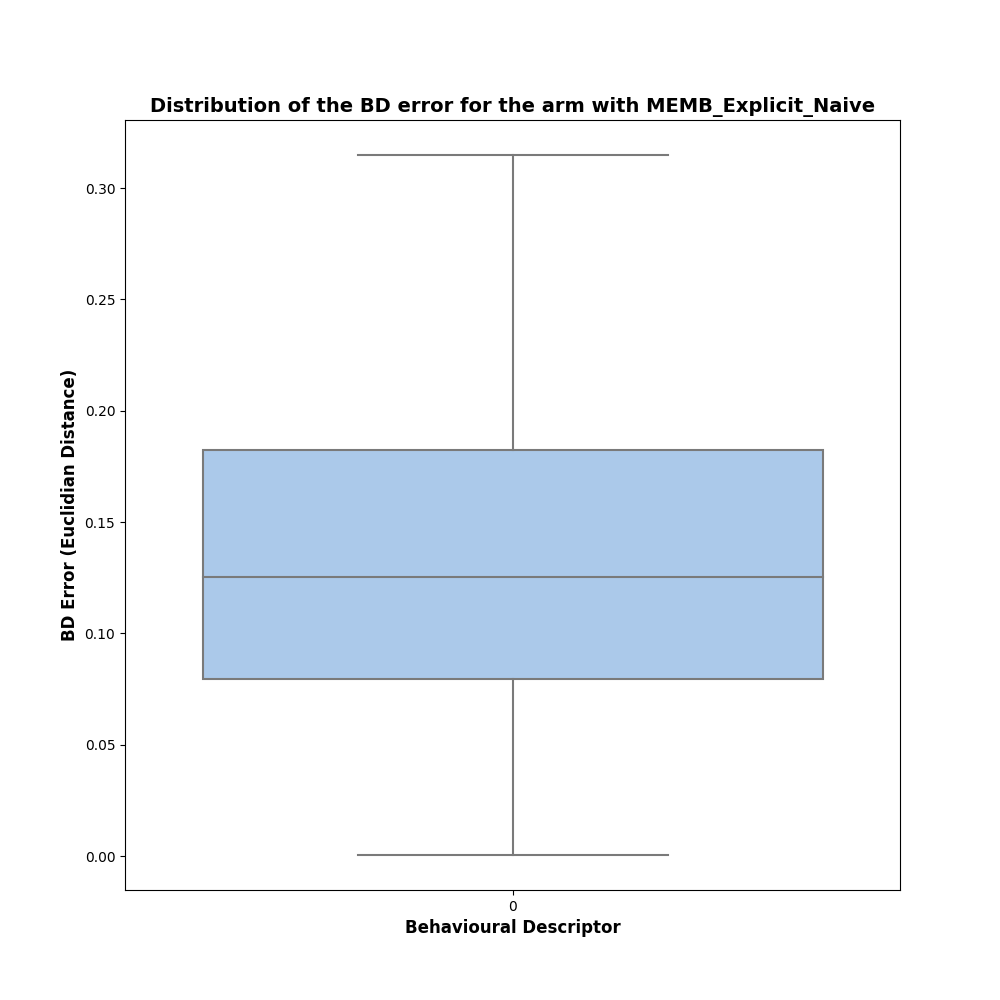 Distribution of the BD error for the arm with MEMB_Explicit_Naive
0.30
0.25
0.20
0.15
0.10
0.05
0.00
BD Error (Euclidian Distance)
0
Behavioural Descriptor